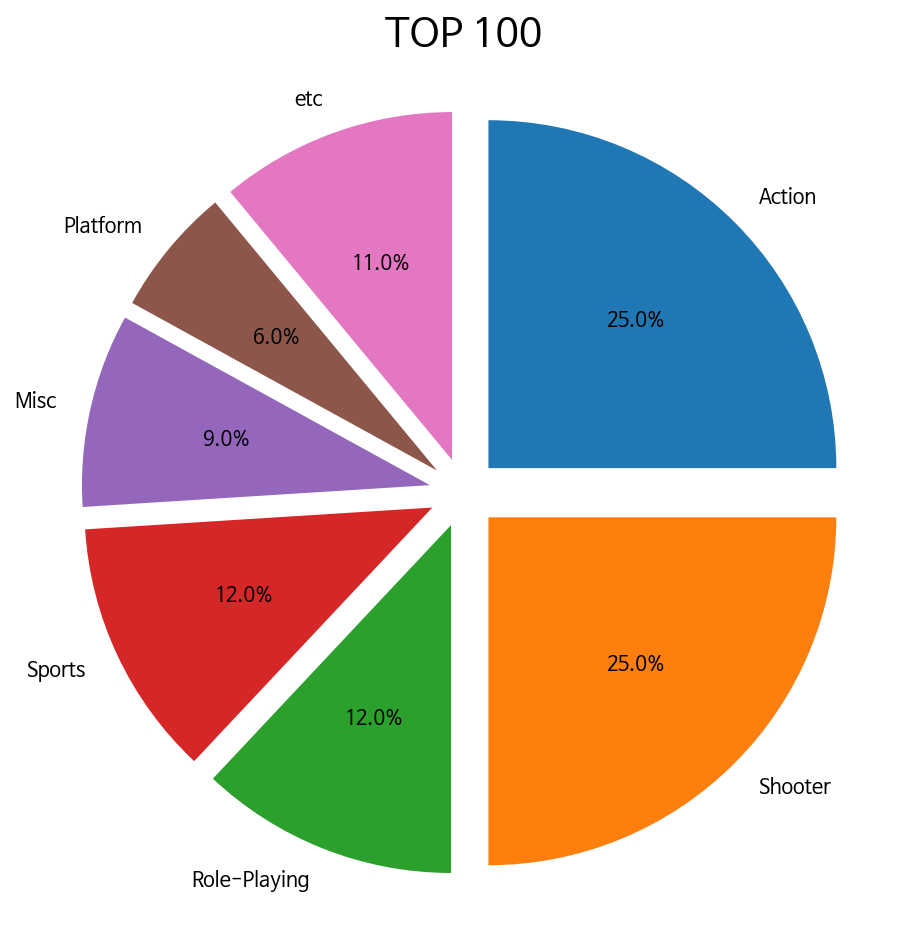 TOP 100
etc
Action
Platform
11.0%
25.0%
6.0%
Misc
9.0%
12.0%
25.0%
Sports
12.0%
Shooter
Role-Playing